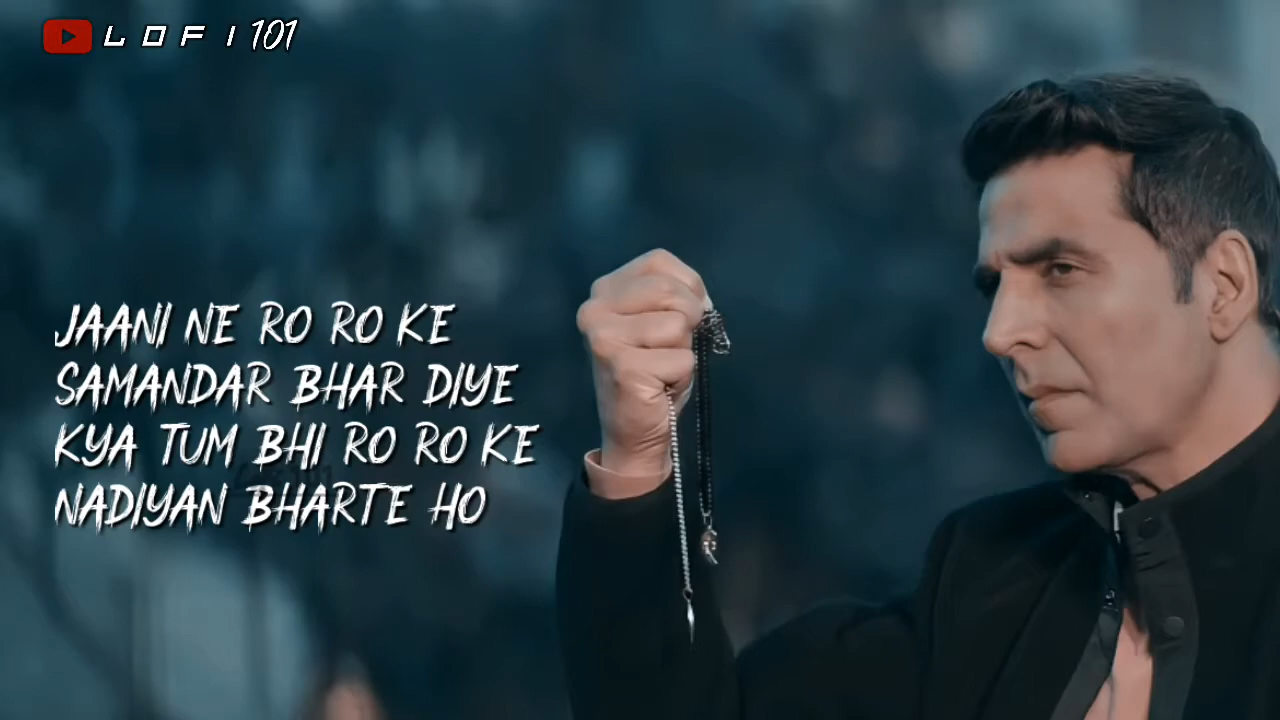 LOFI 101
JAANI NE RO RO KE
SAMANDAR BHAR DIYE
KYA TUM BHI RO RO KE
NADIYAN BHARTE HO